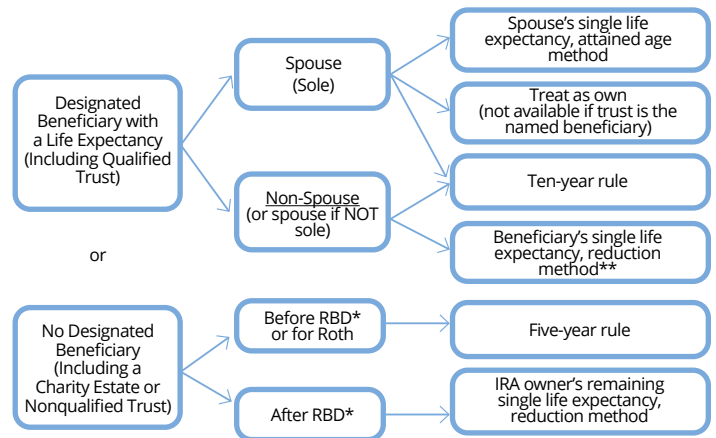 Designated
Beneficiary with
a Life Expectancy
(Including Qualified
Trust)
Spouse
(Sole)
Spouse's single life
expectancy, attained age
method
Treat as own
(not available if trust is the
named beneficiary)
Non-Spouse
(or spouse if NOT
sole)
Ten-year rule
Beneficiary's single life
expectancy, reduction
method**
or
No Designated
Beneficiary
(Including a
Charity Estate or
Nonqualified Trust)
Before RBD*
or for Roth
Five-year rule
After RBD*
IRA owner's remaining
single life expectancy,
reduction method